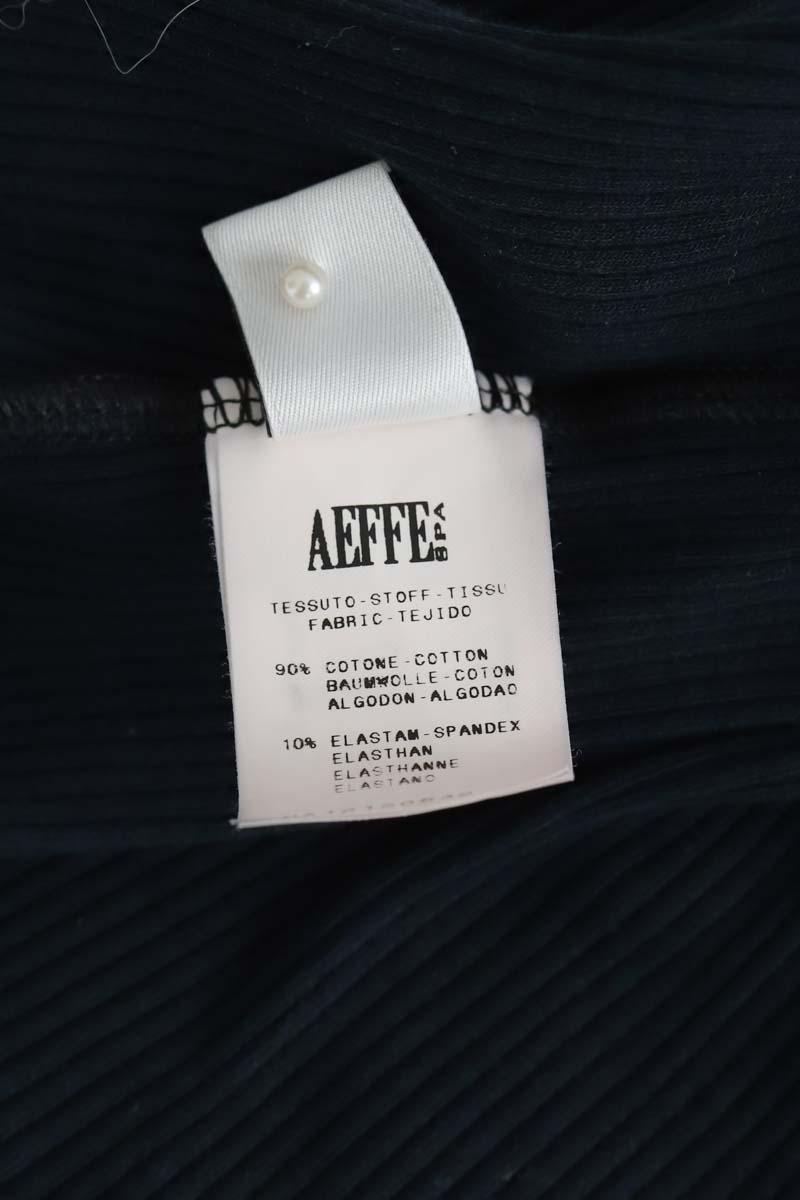 AEFFE SPA
TESSUTO-STOFF-TISSU
FABRIC-TEJIDO
90% COTONE-COTTON
BAUMWOLLE-COTON
ALGODON-ALGODAO
10% ELASTAM-SPANDEX
ELASTHAN
ELASTHANNE
ELASTANO